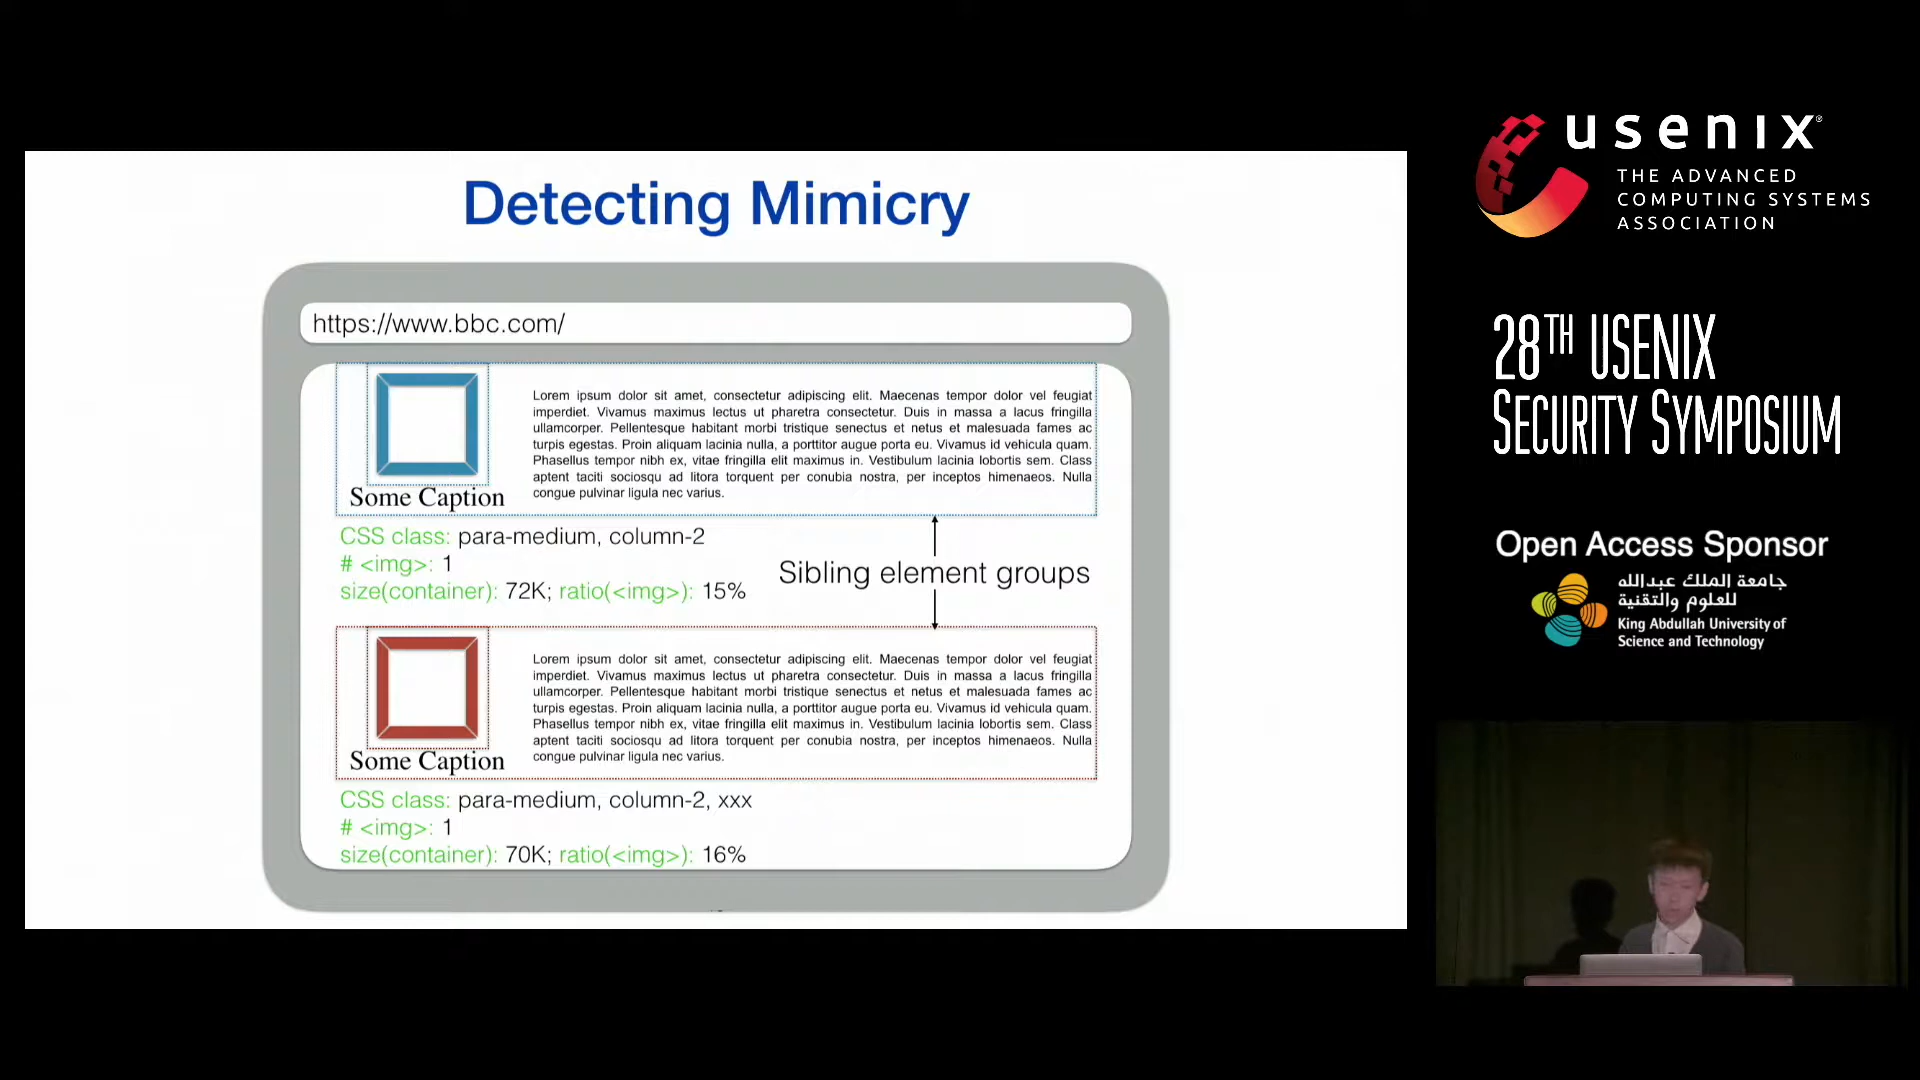 Detecting Mimicry
https://www.bbc.com/
Lorem ipsum dolor sit amet, consectetur adipiscing elit. Maecenas tempor dolor vel feugiat
imperdiet. Vivamus maximus lectus ut pharetra consectetur. Duis in massa a lacus fringilla
ullamcorper. Pellentesque habitant morbi tristique senectus et netus et malesuada fames ac
turpis egestas. Proin aliquam lacinia nulla, a porttitor augue porta eu. Vivamus id vehicula quam.
Phasellus tempor nibh ex, vitae fringilla elit maximus in. Vestibulum lacinia lobortis sem. Class
aptent taciti sociosqu ad litora torquent per conubia nostra, per inceptos himenaeos. Nulla
congue pulvinar ligula nec varius.
Some Caption
CSS class: para-medium, column-2
# <img>: 1
size(container): 72K; ratio(<img>): 15%
Sibling element groups
Lorem ipsum dolor sit amet, consectetur adipiscing elit. Maecenas tempor dolor vel feugiat
imperdiet. Vivamus maximus lectus ut pharetra consectetur. Duis in massa a lacus fringilla
ullamcorper. Pellentesque habitant morbi tristique senectus et netus et malesuada fames ac
turpis egestas. Proin aliquam lacinia nulla, a porttitor augue porta eu. Vivamus id vehicula quam.
Phasellus tempor nibh ex, vitae fringilla elit maximus in. Vestibulum lacinia lobortis sem. Class
aptent taciti sociosqu ad litora torquent per conubia nostra, per inceptos himenaeos. Nulla
congue pulvinar ligula nec varius.
Some Caption
CSS class: para-medium, column-2, xxx
# <img>: 1
size(container): 70K; ratio(<img>): 16%
usenix®
THE ADVANCED
COMPUTING SYSTEMS
ASSOCIATION
28TH USENIX
SECURITY SYMPOSIUM
Open Access Sponsor
جامعة الملك عبدالله
للعلوم والتقنية
King Abdullah University of
Science and Technology